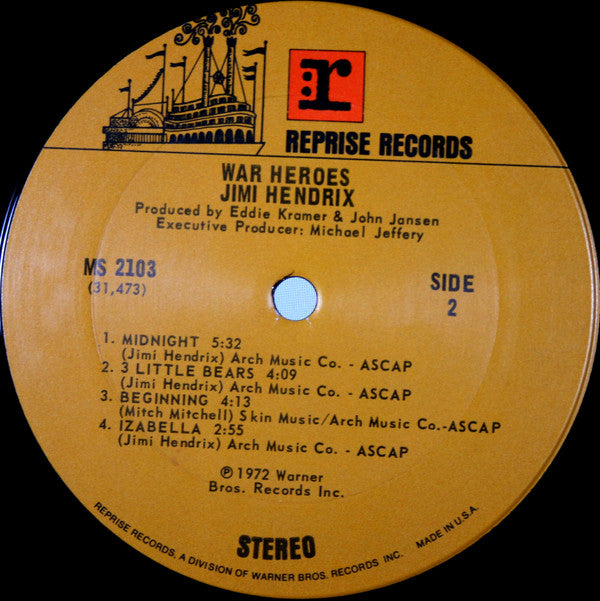 r
REPRISE RECORDS
WAR HEROES
JIMI HENDRIX
Produced by Eddie Kramer & John Jansen
Executive Producer: Michael Jeffery
MS 2103
(31,473)
SIDE
2
1. MIDNIGHT 5:32
(Jimi Hendrix) Arch Music Co. - ASCAP
2. 3 LITTLE BEARS 4:09
(Jimi Hendrix) Arch Music Co. - ASCAP
3. BEGINNING 4:13
(Mitch Mitchell) Skin Music/Arch Music Co.-ASCAP
4. IZABELLA 2:55
(Jimi Hendrix) Arch Music Co. - ASCAP
℗ 1972 Warner
Bros. Records Inc.
STEREO
REPRISE RECORDS, A DIVISION OF WARNER BROS. RECORDS INC. MADE IN U.S.A.